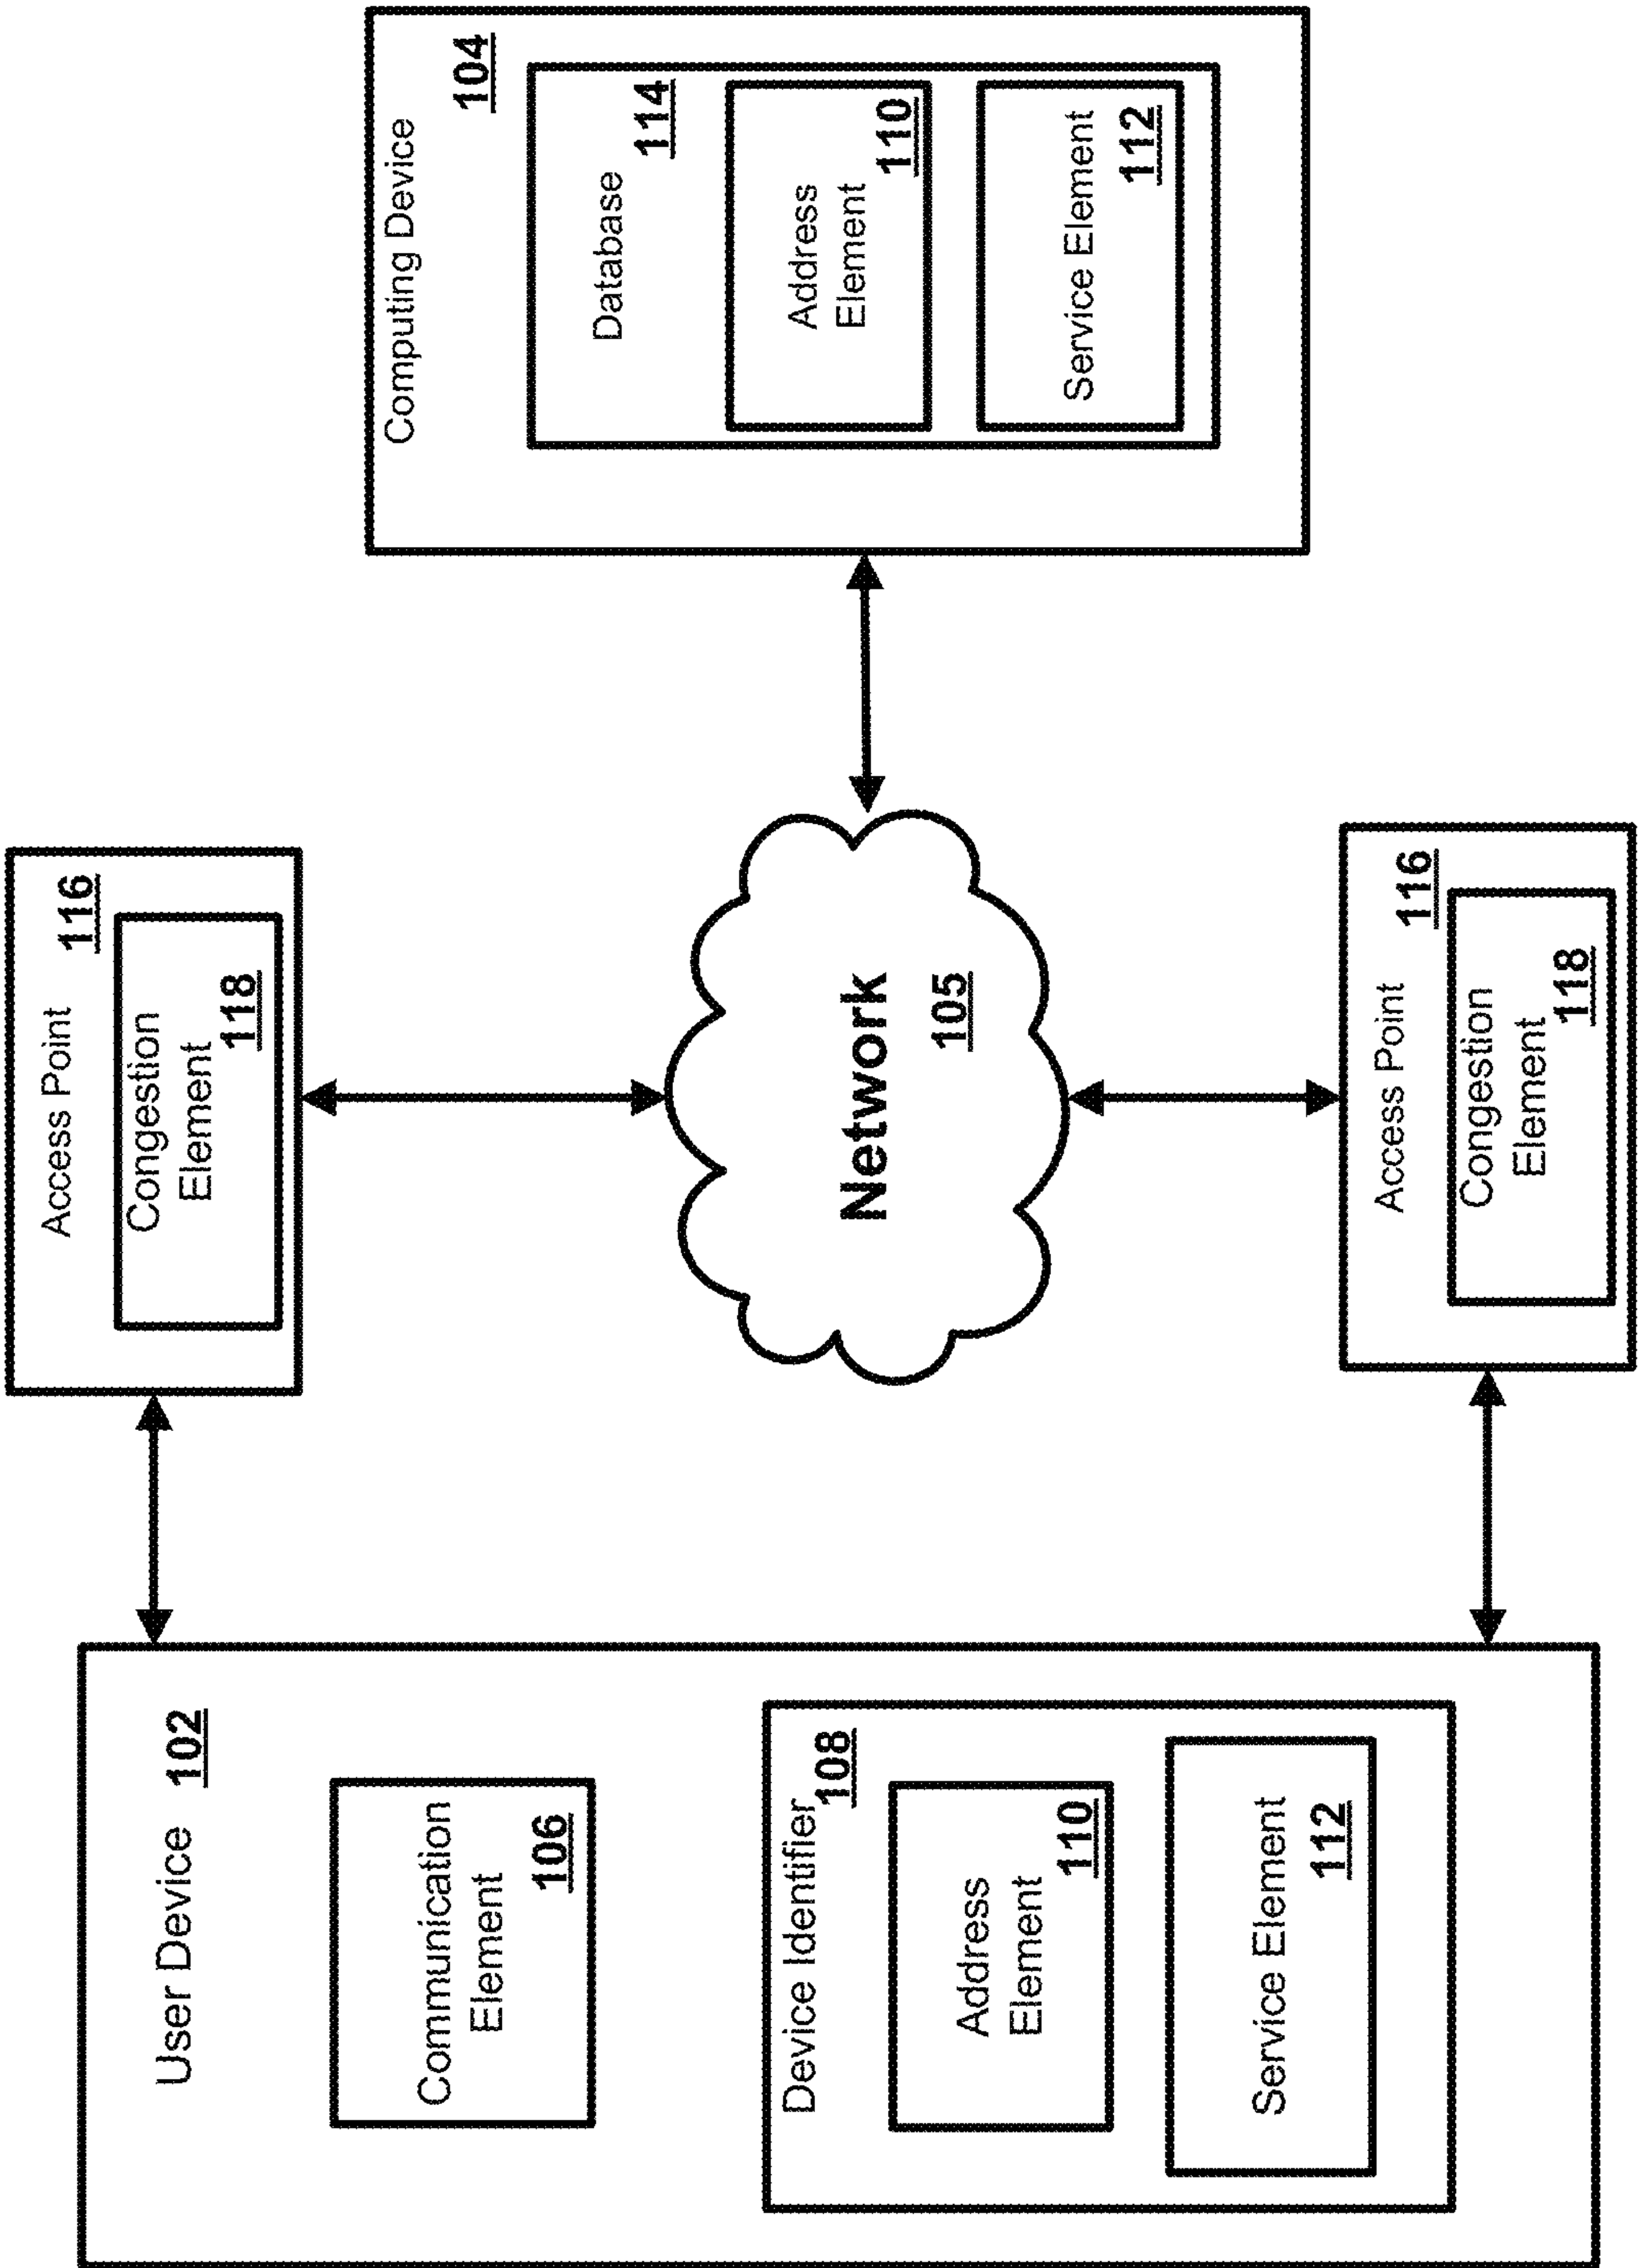 User Device 102
Communication
Element
106
Device Identifier
108
Address
Element
110
Service Element
112
Access Point
116
Congestion
Element
118
Network
105
Access Point
116
Congestion
Element
118
Computing Device
104
Database
114
Address
Element
110
Service Element
112